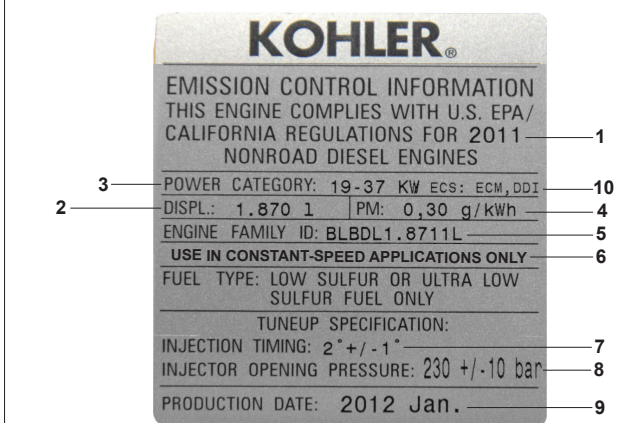 KOHLER®
EMISSION CONTROL INFORMATION
THIS ENGINE COMPLIES WITH U.S. EPA/
CALIFORNIA REGULATIONS FOR 2011 1
NONROAD DIESEL ENGINES
3 POWER CATEGORY: 19-37 KW ECS: ECM,DDI 10
2 DISPL.: 1.870 l PM: 0,30 g/kWh 4
ENGINE FAMILY ID: BLBDL1.8711L 5
USE IN CONSTANT-SPEED APPLICATIONS ONLY 6
FUEL TYPE: LOW SULFUR OR ULTRA LOW
SULFUR FUEL ONLY
TUNEUP SPECIFICATION:
INJECTION TIMING: 2°+/-1° 7
INJECTOR OPENING PRESSURE: 230 +/-10 bar 8
PRODUCTION DATE: 2012 Jan. 9